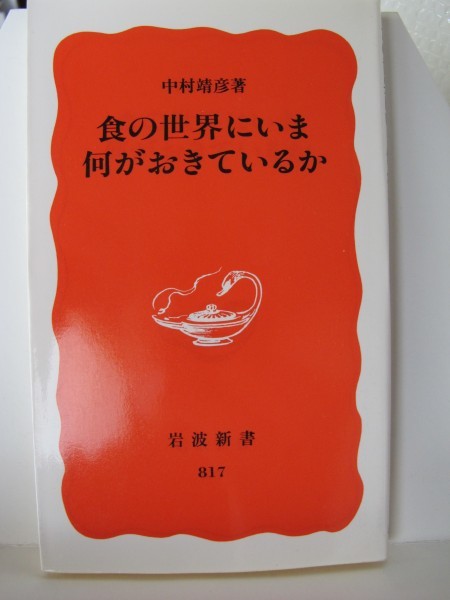 中村靖彦著
食の世界にいま
何がおきているか
岩波新書
817